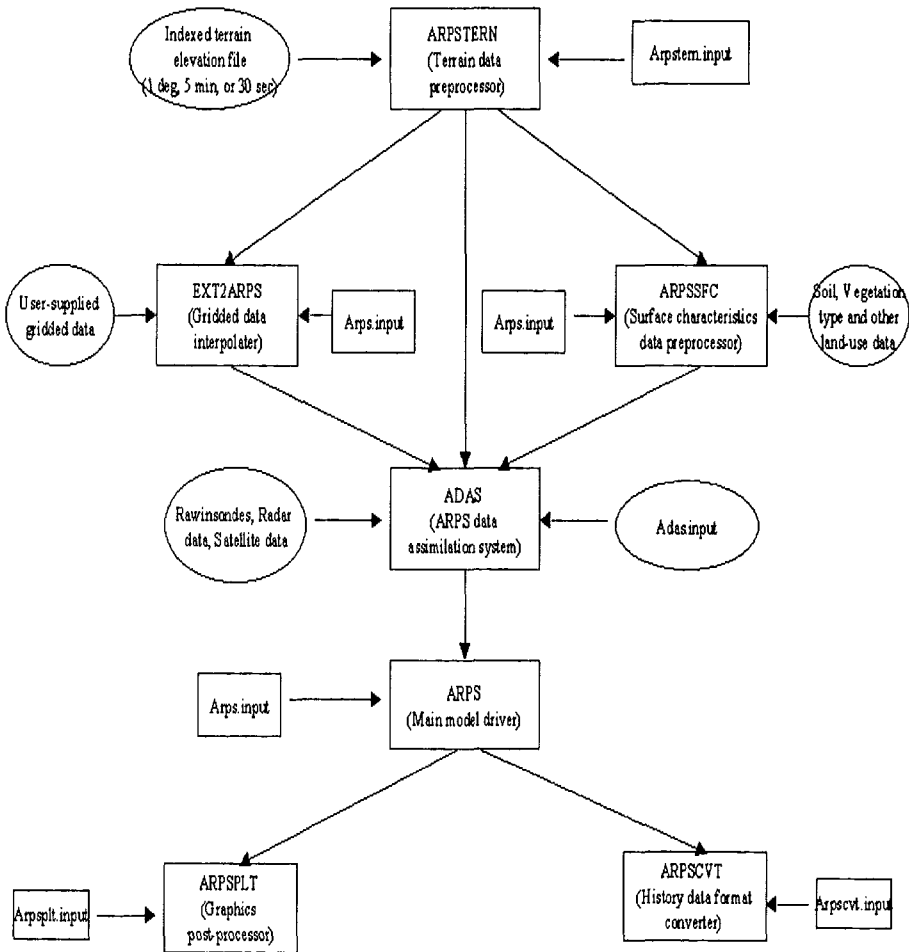 Indexed terrain
elevation file
(1 deg, 5 min, or 30 sec)
ARPSTERN
(Terrain data
preprocessor)
Arpstern.input
User-supplied
gridded data
EXT2ARPS
(Gridded data
interpolater)
Arps.input
Arps.input
ARPSSFC
(Surface characteristics
data preprocessor)
Soil, Vegetation
type and other
land-use data
Rawinsondes, Radar
data, Satellite data
ADAS
(ARPS data
assimilation system)
Adas.input
Arps.input
ARPS
(Main model driver)
Arpsplt.input
ARPSPLT
(Graphics
post-processor)
ARPSCVT
(History data format
converter)
Arpscvt.input